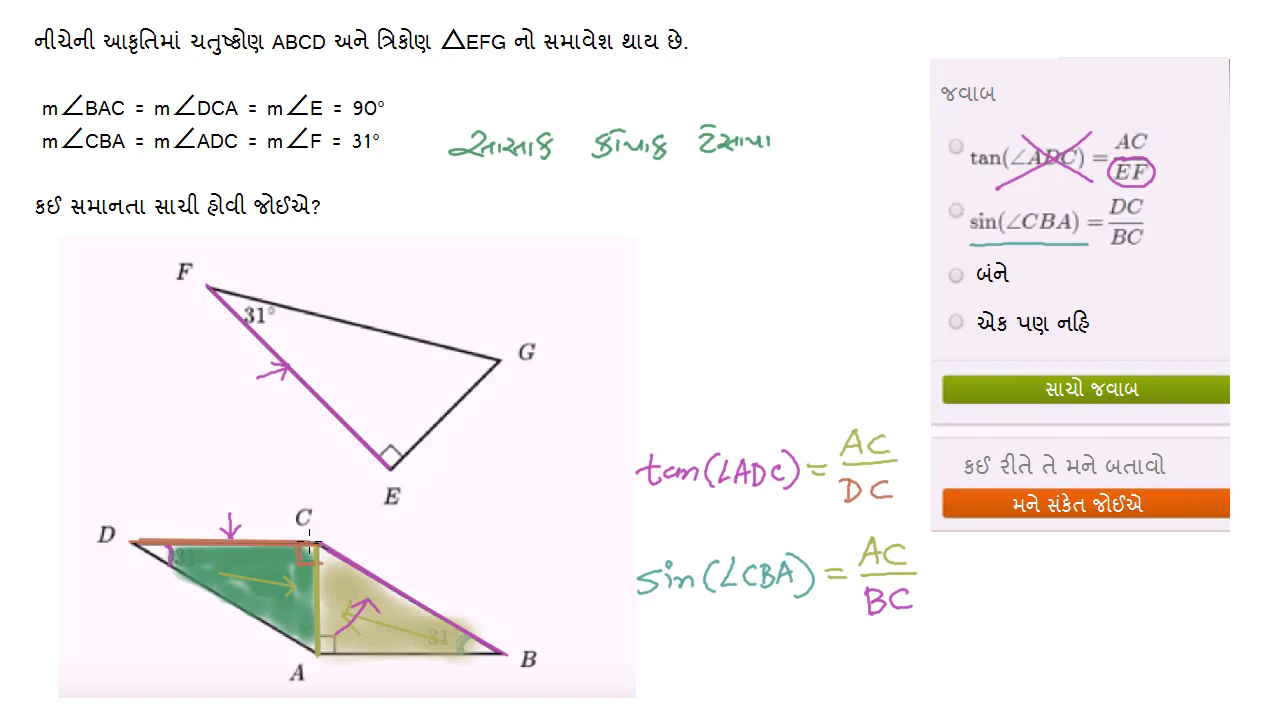 નીચેની આકૃતિમાં ચતુષ્કોણ ABCD અને ત્રિકોણ △EFG નો સમાવેશ થાય છે.
m∠BAC = m∠DCA = m∠E = 90°
m∠CBA = m∠ADC = m∠F = 31°
સાસાક કોપાક ટેસાપા
કઈ સમાનતા સાચી હોવી જોઈએ?
જવાબ
tan(∠ADC) = AC/EF
sin(∠CBA) = DC/BC
બંને
એક પણ નહિ
સાચો જવાબ
કઈ રીતે તે મને બતાવો
મને સંકેત જોઈએ
F
31°
G
E
D
C
31°
31°
A
B
tan(∠ADC) = AC/DC
sin(∠CBA) = AC/BC